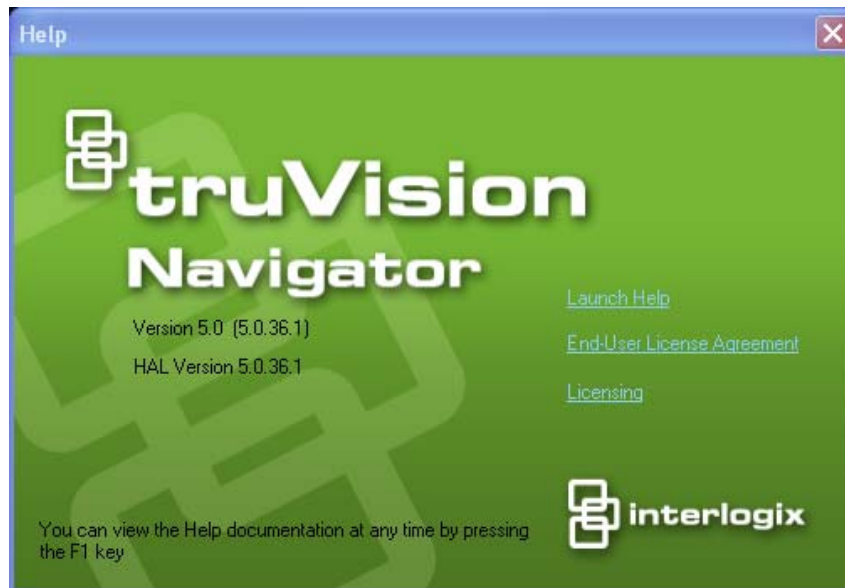 Help
truVision
Navigator
Version 5.0 (5.0.36.1)
HAL Version 5.0.36.1
Launch Help
End-User License Agreement
Licensing
interlogix
You can view the Help documentation at any time by pressing
the F1 key